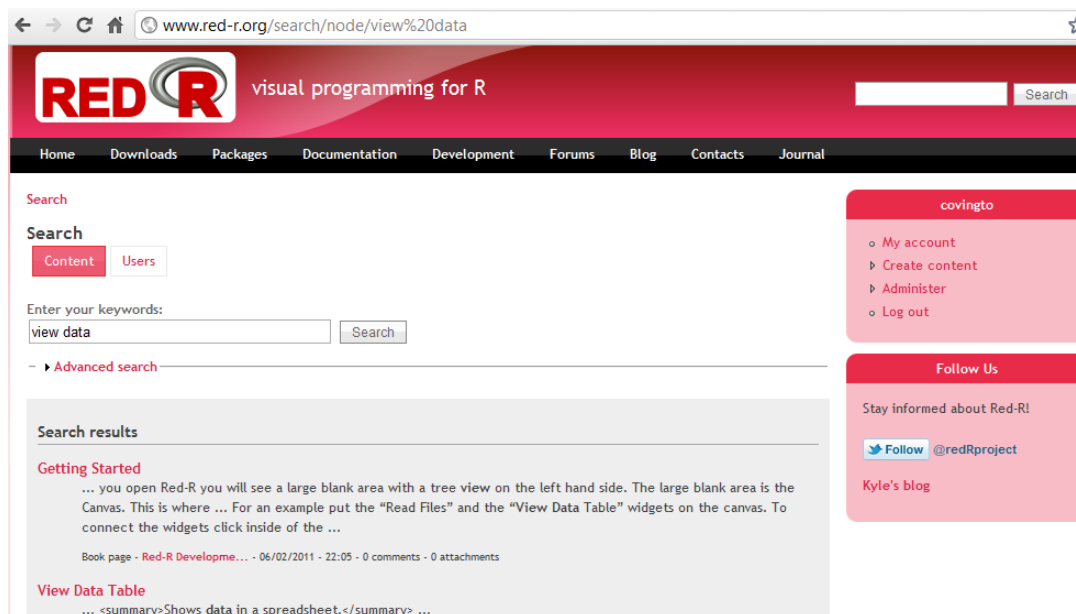 www.red-r.org/search/node/view%20data
RED R
visual programming for R
Search
Home Downloads Packages Documentation Development Forums Blog Contacts Journal
Search
Search
Content Users
Enter your keywords:
view data Search
Advanced search
Search results
Getting Started
... you open Red-R you will see a large blank area with a tree view on the left hand side. The large blank area is the
Canvas. This is where ... For an example put the “Read Files” and the “View Data Table” widgets on the canvas. To
connect the widgets click inside of the ...
Book page - Red-R Developme... - 06/02/2011 - 22:05 - 0 comments - 0 attachments
View Data Table
... <summary>Shows data in a spreadsheet.</summary> ...
covingto
My account
Create content
Administer
Log out
Follow Us
Stay informed about Red-R!
Follow @redRproject
Kyle's blog